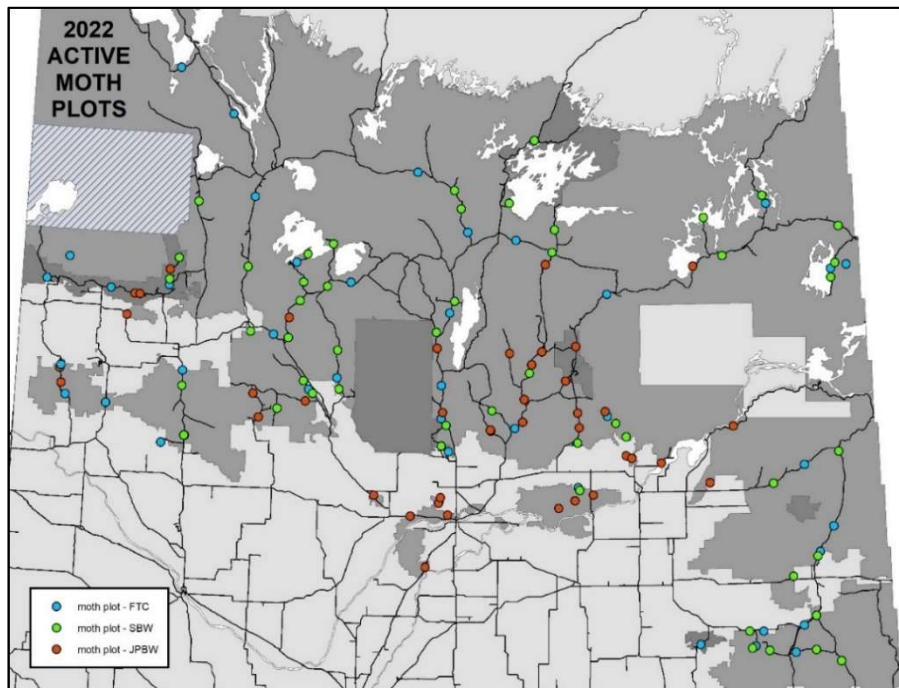 2022
ACTIVE
MOTH
PLOTS
moth plot - FTC
moth plot - SBW
moth plot - JPBW